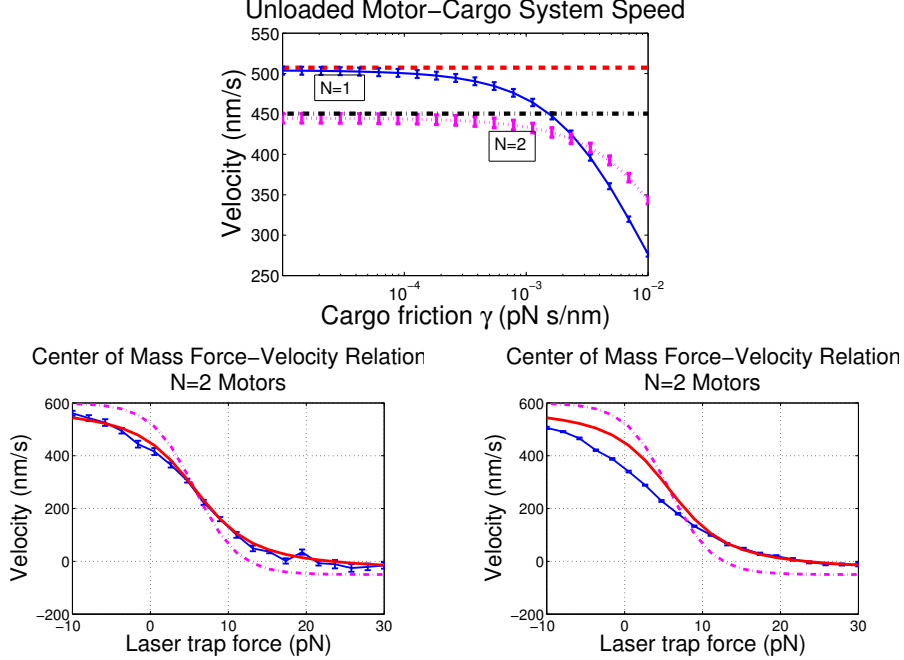 Unloaded Motor−Cargo System Speed
550
500
450
400
350
300
250
Velocity (nm/s)
N=1
N=2
10−4
10−3
10−2
Cargo friction γ (pN s/nm)
Center of Mass Force−Velocity Relation
N=2 Motors
600
400
200
0
−200
Velocity (nm/s)
−10
0
10
20
30
Laser trap force (pN)
Center of Mass Force−Velocity Relation
N=2 Motors
600
400
200
0
−200
Velocity (nm/s)
−10
0
10
20
30
Laser trap force (pN)